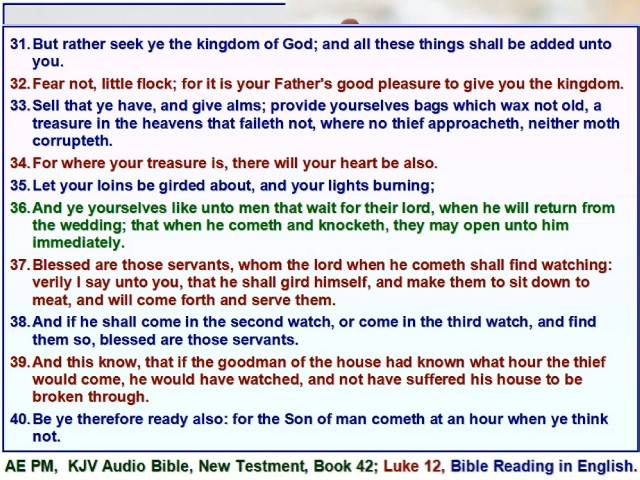 31. But rather seek ye the kingdom of God; and all these things shall be added unto
you.
32. Fear not, little flock; for it is your Father's good pleasure to give you the kingdom.
33. Sell that ye have, and give alms; provide yourselves bags which wax not old, a
treasure in the heavens that faileth not, where no thief approacheth, neither moth
corrupteth.
34. For where your treasure is, there will your heart be also.
35. Let your loins be girded about, and your lights burning;
36. And ye yourselves like unto men that wait for their lord, when he will return from
the wedding; that when he cometh and knocketh, they may open unto him
immediately.
37. Blessed are those servants, whom the lord when he cometh shall find watching:
verily I say unto you, that he shall gird himself, and make them to sit down to
meat, and will come forth and serve them.
38. And if he shall come in the second watch, or come in the third watch, and find
them so, blessed are those servants.
39. And this know, that if the goodman of the house had known what hour the thief
would come, he would have watched, and not have suffered his house to be
broken through.
40. Be ye therefore ready also: for the Son of man cometh at an hour when ye think
not.
AE PM, KJV Audio Bible, New Testment, Book 42; Luke 12, Bible Reading in English.